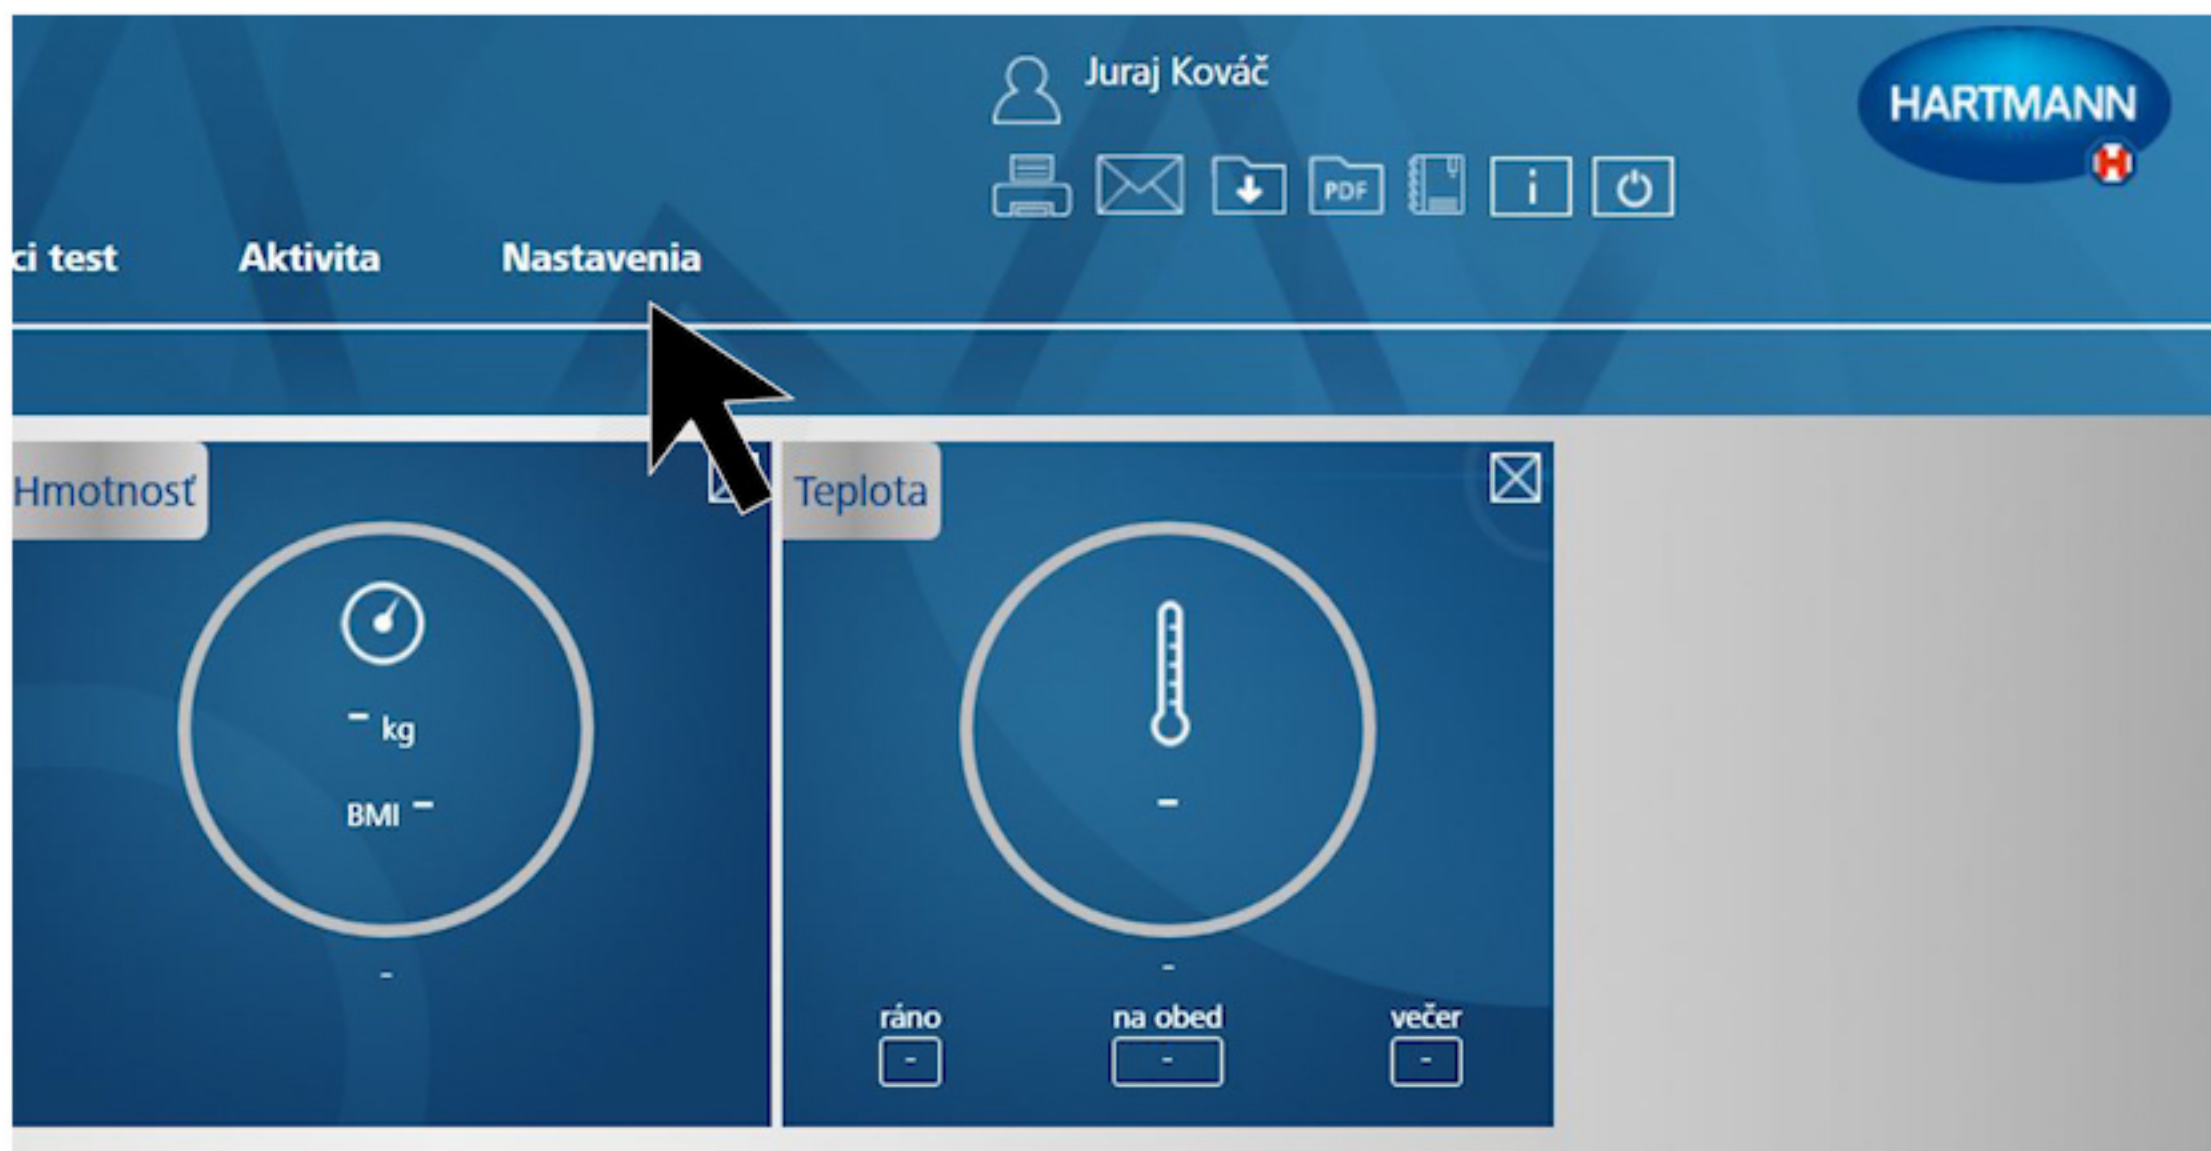 Juraj Kováč
HARTMANN
H
PDF
i
ci test Aktivita Nastavenia
Hmotnosť
Teplota
- kg
BMI -
-
-
-
ráno na obed večer
- - -